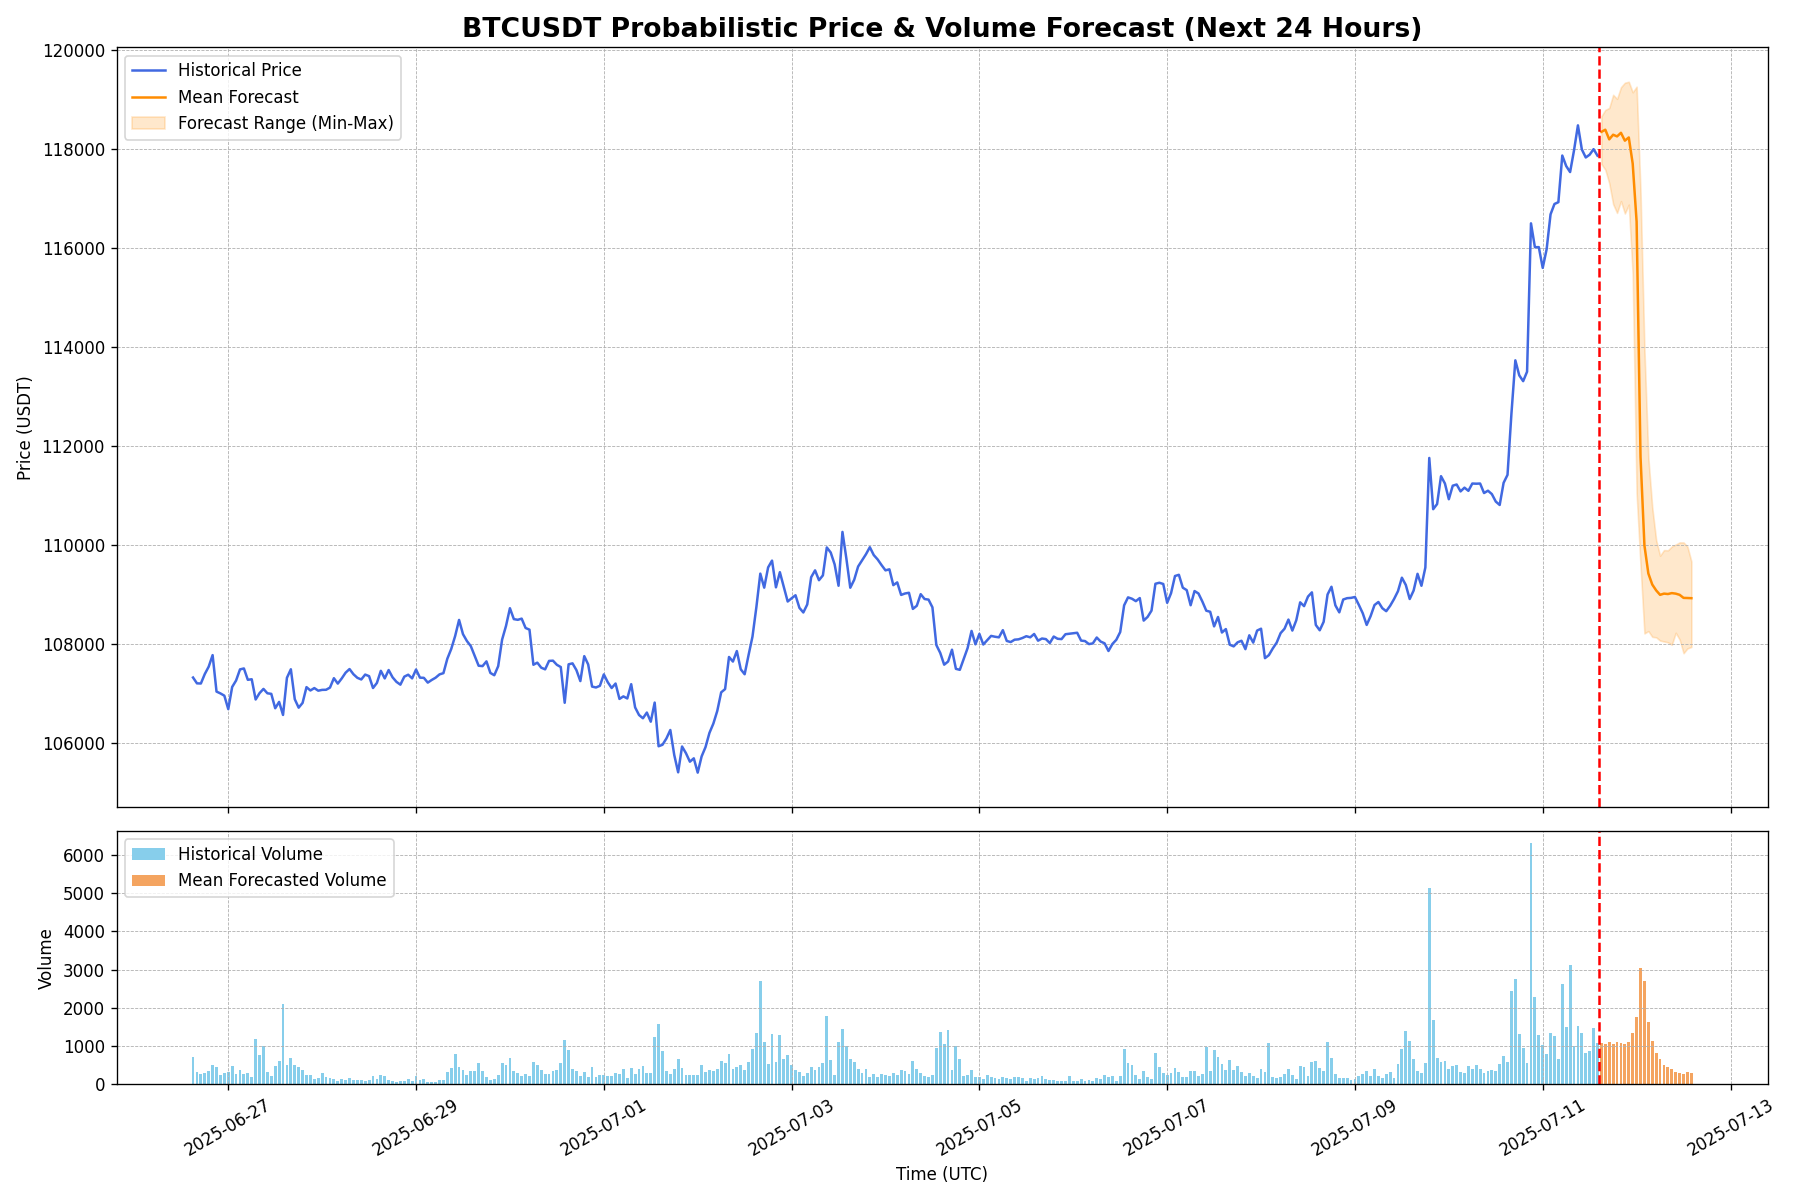 BTCUSDT Probabilistic Price & Volume Forecast (Next 24 Hours)
Historical Price
Mean Forecast
Forecast Range (Min-Max)
120000
118000
116000
114000
112000
110000
108000
106000
Price (USDT)
Historical Volume
Mean Forecasted Volume
6000
5000
4000
3000
2000
1000
0
Volume
2025-06-27
2025-06-29
2025-07-01
2025-07-03
2025-07-05
2025-07-07
2025-07-09
2025-07-11
2025-07-13
Time (UTC)